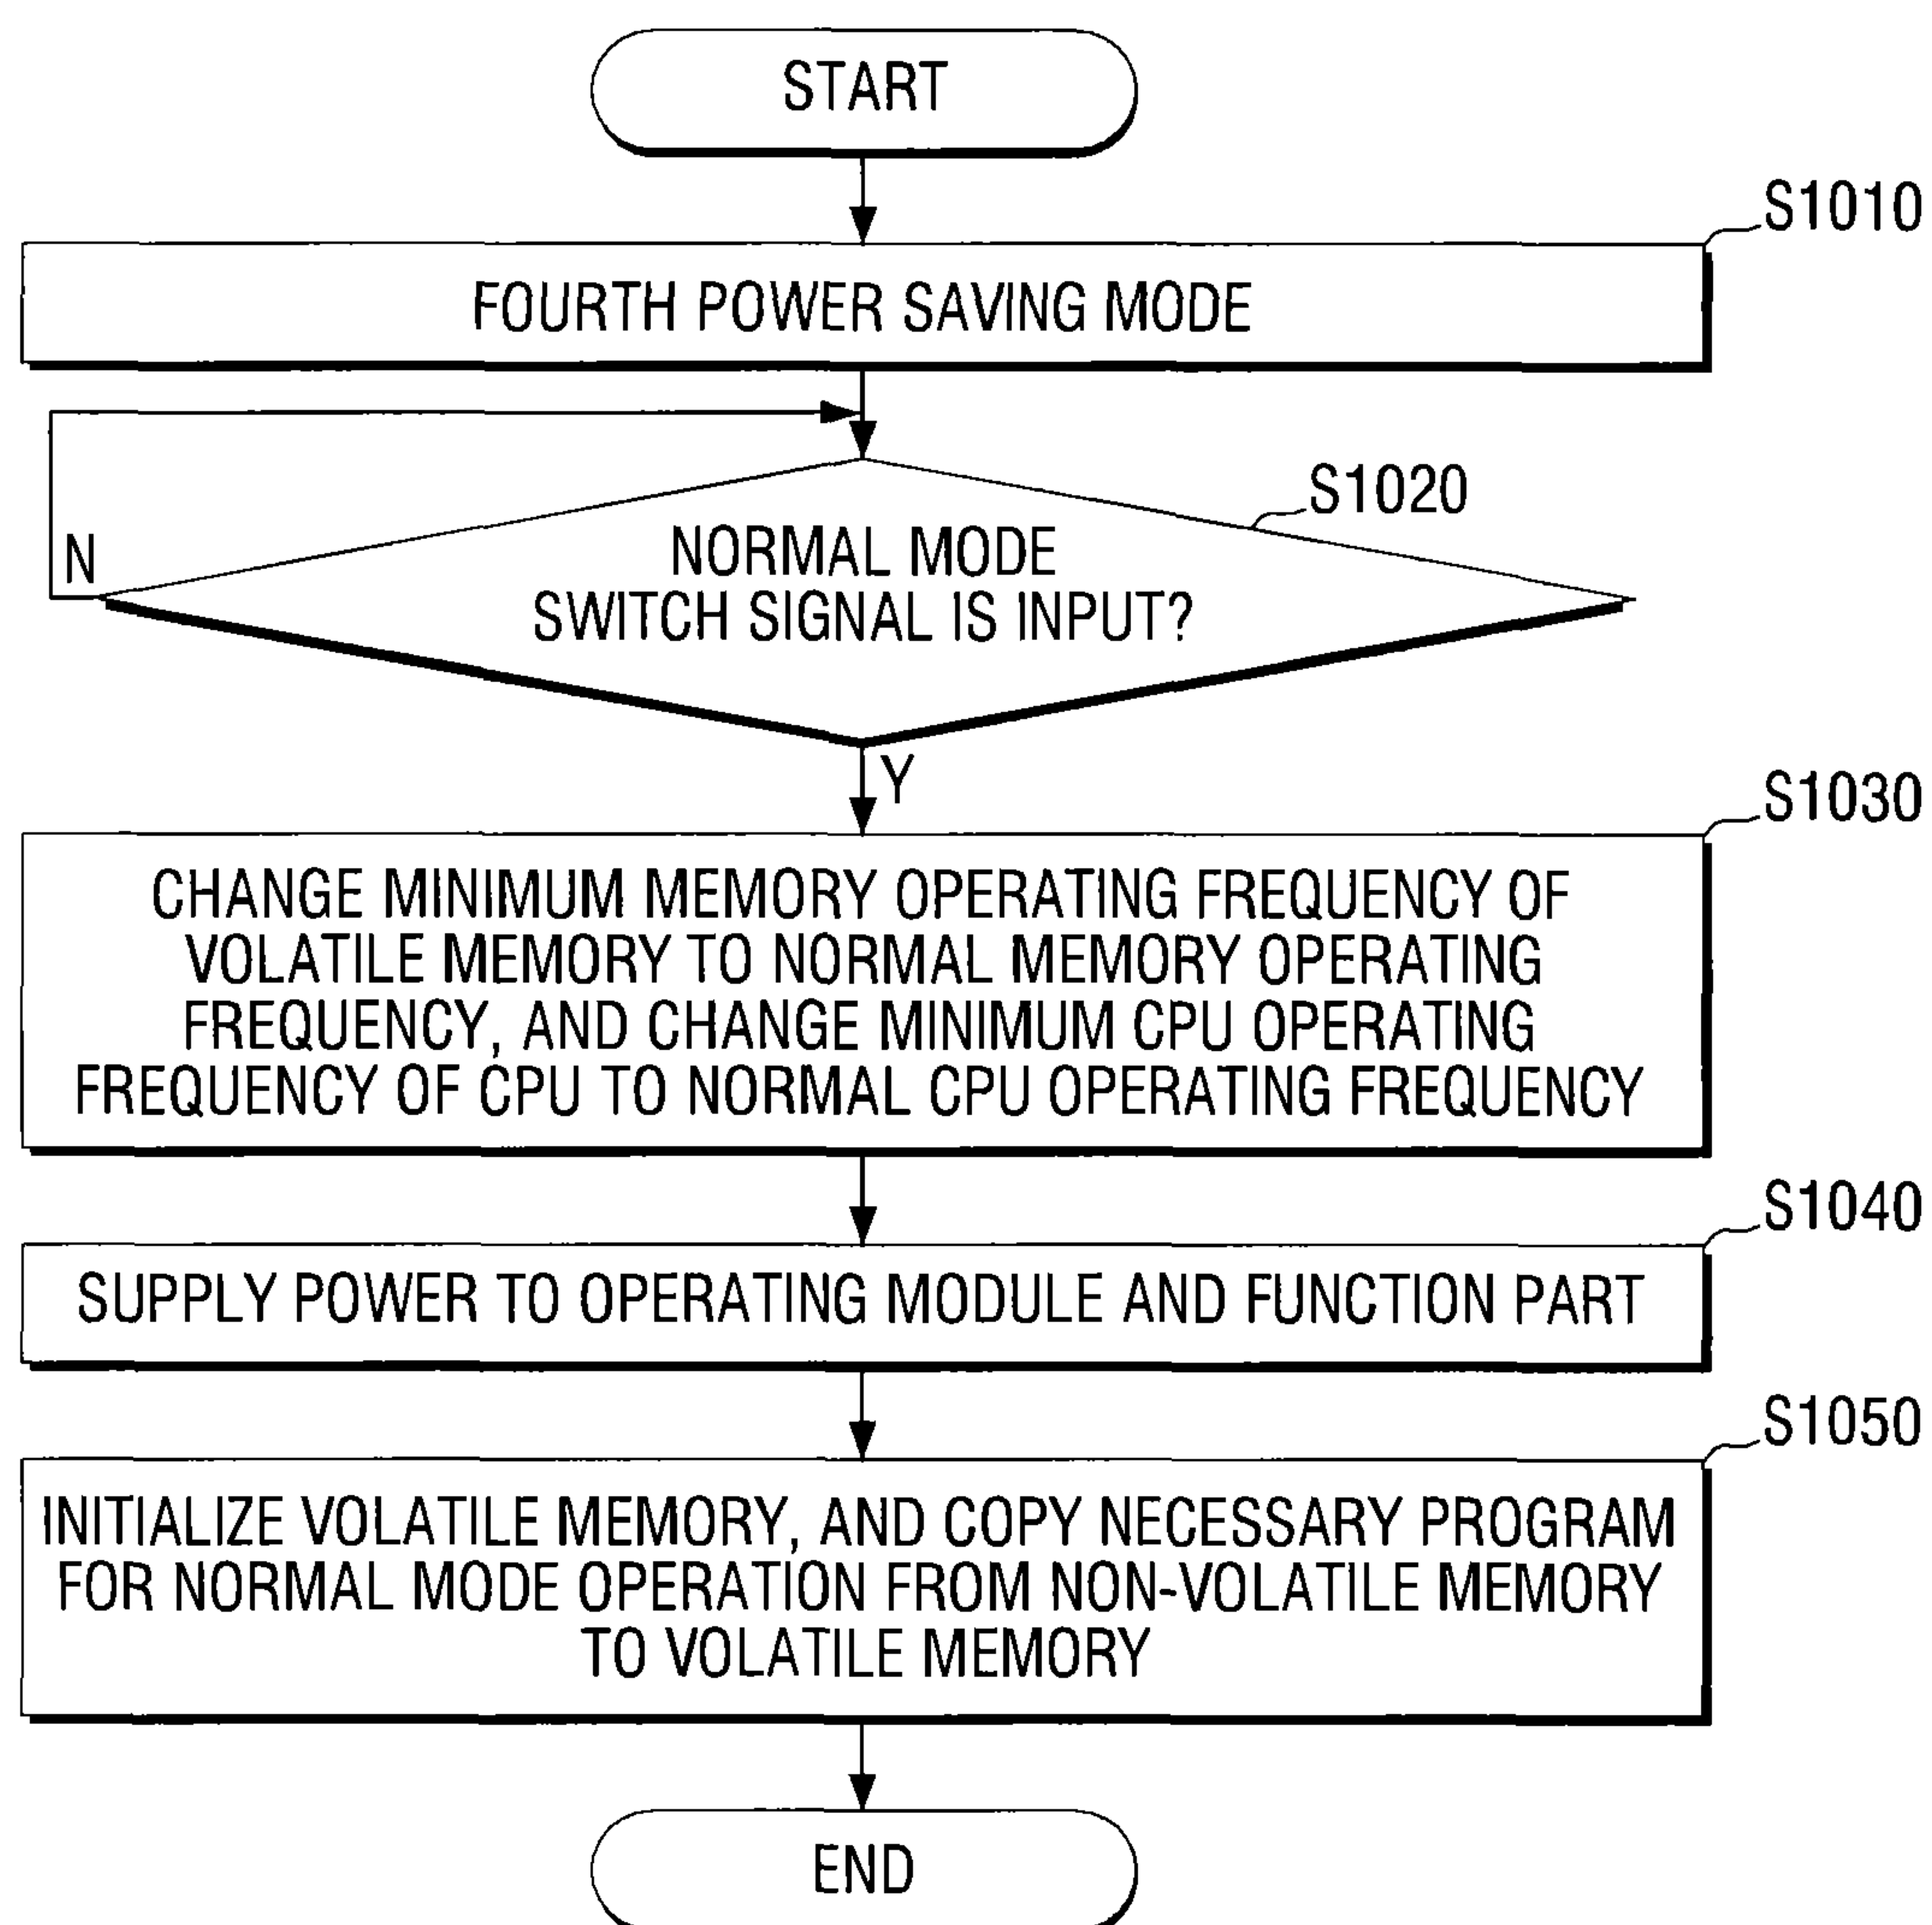 START
S1010
FOURTH POWER SAVING MODE
S1020
N
NORMAL MODE
SWITCH SIGNAL IS INPUT?
Y
S1030
CHANGE MINIMUM MEMORY OPERATING FREQUENCY OF
VOLATILE MEMORY TO NORMAL MEMORY OPERATING
FREQUENCY, AND CHANGE MINIMUM CPU OPERATING
FREQUENCY OF CPU TO NORMAL CPU OPERATING FREQUENCY
S1040
SUPPLY POWER TO OPERATING MODULE AND FUNCTION PART
S1050
INITIALIZE VOLATILE MEMORY, AND COPY NECESSARY PROGRAM
FOR NORMAL MODE OPERATION FROM NON-VOLATILE MEMORY
TO VOLATILE MEMORY
END